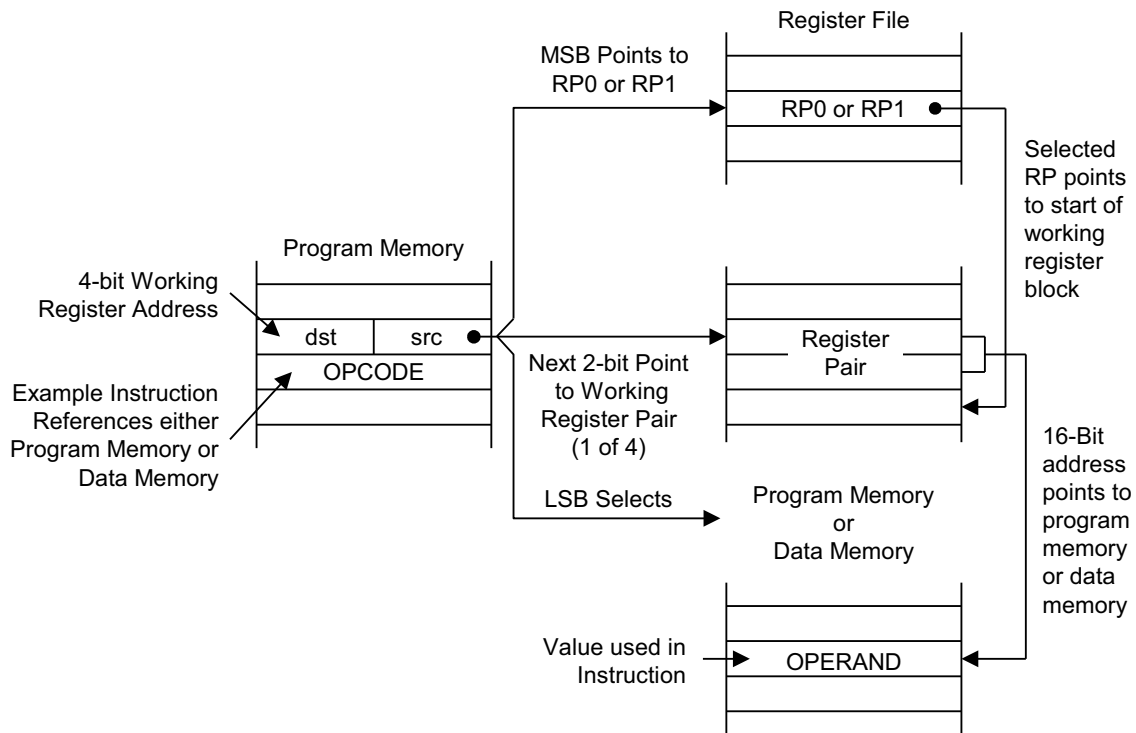 Register File
MSB Points to
RP0 or RP1
RP0 or RP1
Selected
RP points
to start of
working
register
block
Program Memory
4-bit Working
Register Address
dst
src
OPCODE
Example Instruction
References either
Program Memory or
Data Memory
Register
Pair
Next 2-bit Point
to Working
Register Pair
(1 of 4)
LSB Selects
Program Memory
or
Data Memory
16-Bit
address
points to
program
memory
or data
memory
Value used in
Instruction
OPERAND